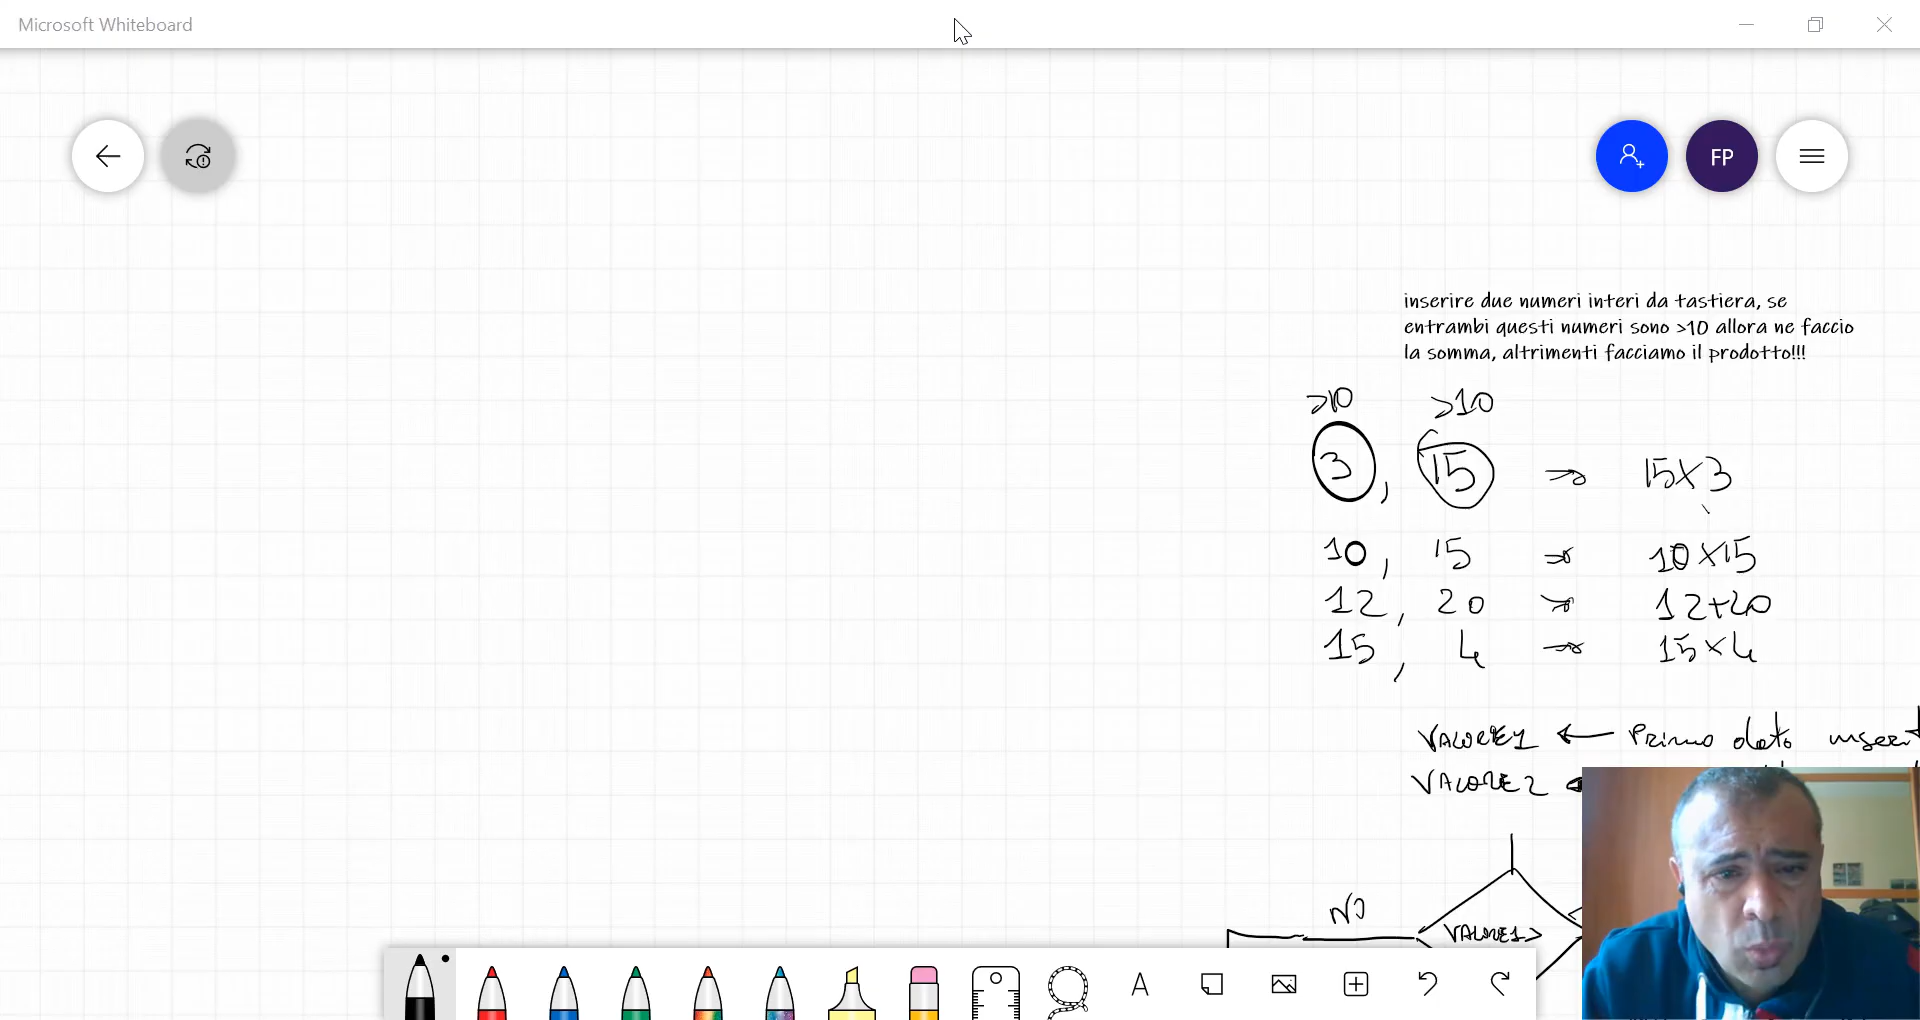 Microsoft Whiteboard
FP
inserire due numeri interi da tastiera, se
entrambi questi numeri sono >10 allora ne faccio
la somma, altrimenti facciamo il prodotto!!!
>10 >10
3, 15 ⇒ 15X3
10, 15 ⇒ 10X15
12, 20 ⇒ 12+20
15, 4 ⇒ 15X4
VALORE1 ← Primo dato inseri
VALORE2 ←
NO
VALORE1>
A